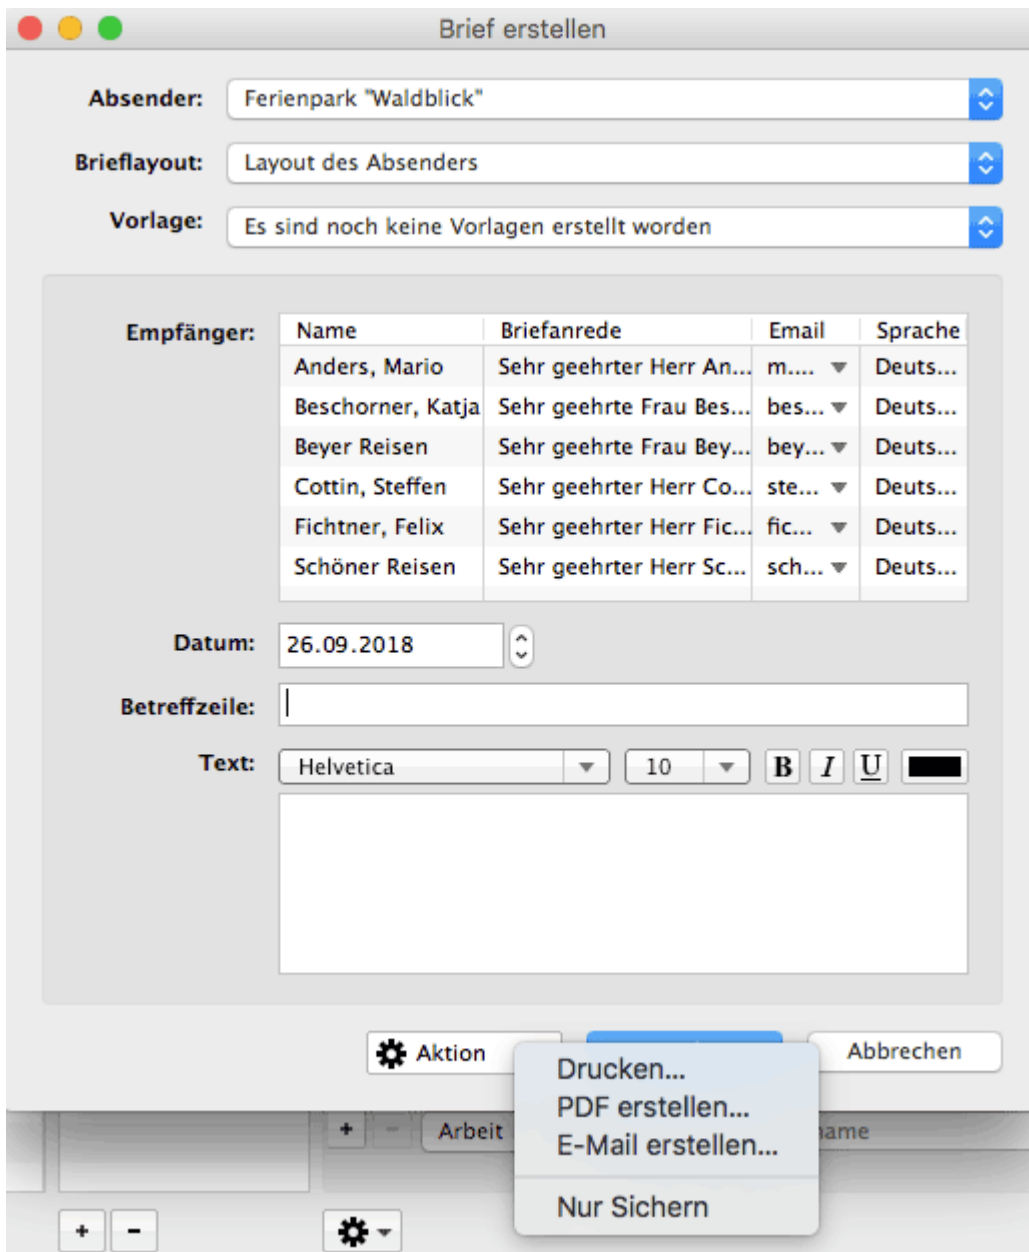 Brief erstellen
Absender: Ferienpark "Waldblick"
Brieflayout: Layout des Absenders
Vorlage: Es sind noch keine Vorlagen erstellt worden
Empfänger: Name Briefanrede Email Sprache
Anders, Mario Sehr geehrter Herr An... m.... Deuts...
Beschorner, Katja Sehr geehrte Frau Bes... bes... Deuts...
Beyer Reisen Sehr geehrte Frau Bey... bey... Deuts...
Cottin, Steffen Sehr geehrter Herr Co... ste... Deuts...
Fichtner, Felix Sehr geehrter Herr Fic... fic... Deuts...
Schöner Reisen Sehr geehrter Herr Sc... sch... Deuts...
Datum: 26.09.2018
Betreffzeile:
Text: Helvetica 10 B I U
Aktion Abbrechen
Drucken...
PDF erstellen...
E-Mail erstellen...
Nur Sichern
+ - Arbeit name
+ -